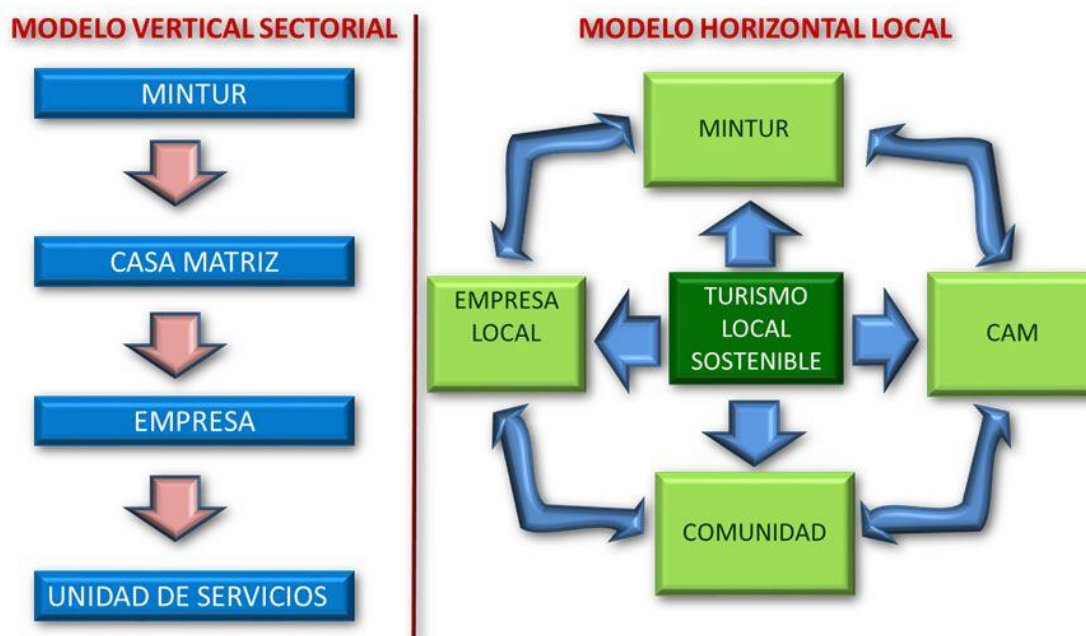 MODELO VERTICAL SECTORIAL
MINTUR
CASA MATRIZ
EMPRESA
UNIDAD DE SERVICIOS
MODELO HORIZONTAL LOCAL
MINTUR
EMPRESA
LOCAL
TURISMO
LOCAL
SOSTENIBLE
CAM
COMUNIDAD